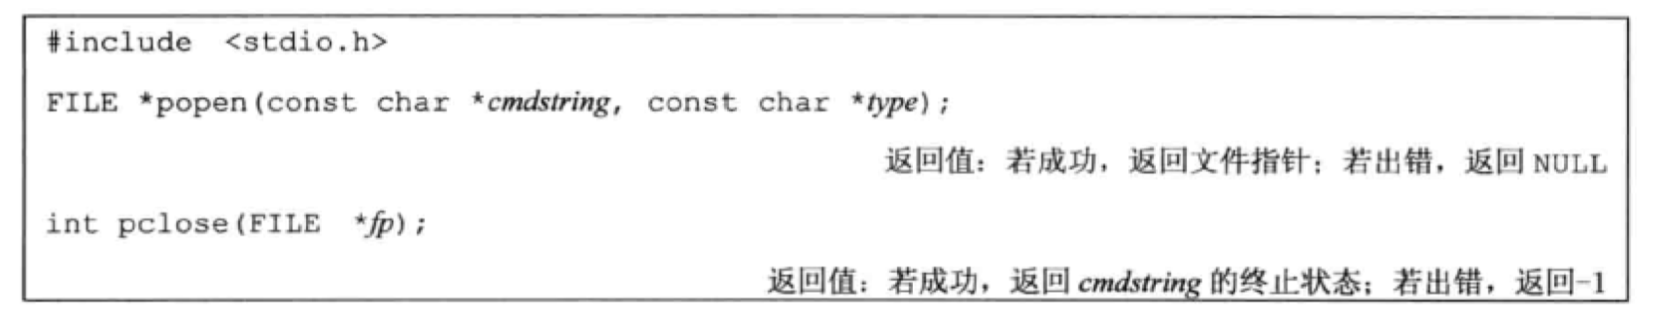 #include <stdio.h>
FILE *popen(const char *cmdstring, const char *type);
返回值：若成功，返回文件指针；若出错，返回 NULL
int pclose(FILE *fp);
返回值：若成功，返回 cmdstring 的终止状态；若出错，返回-1